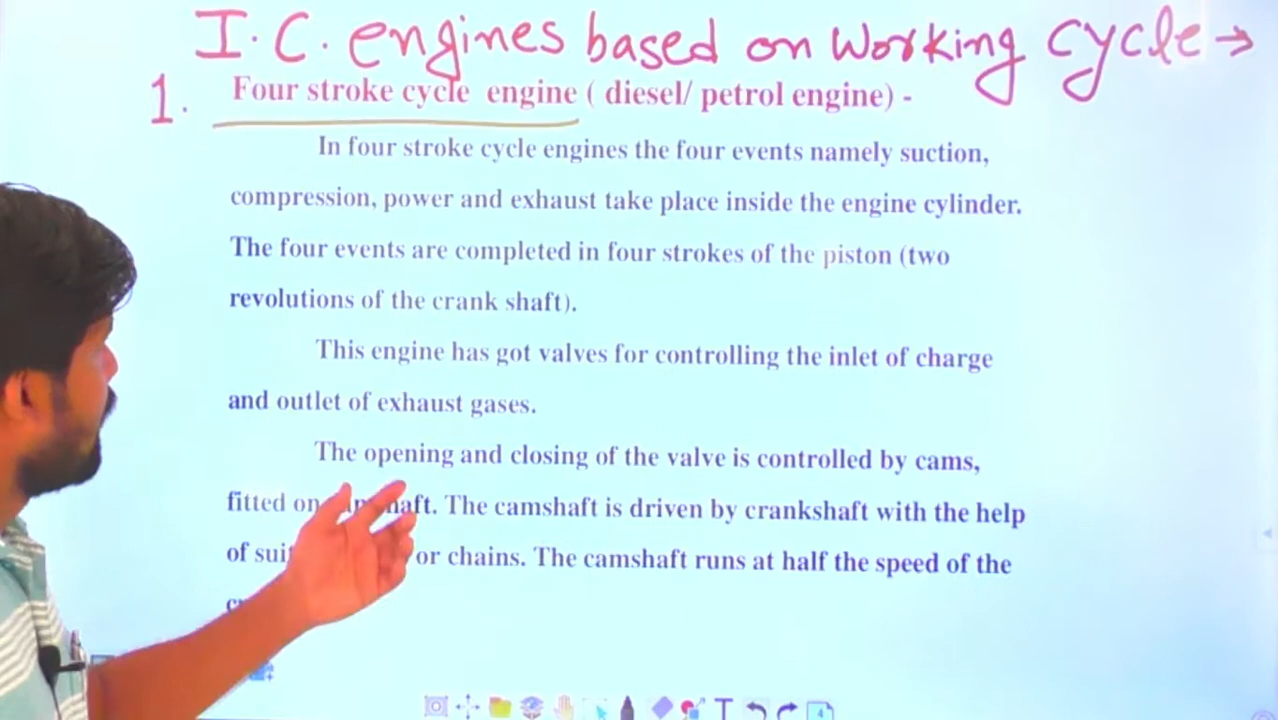 I.C. engines based on working cycle →
1. Four stroke cycle engine ( diesel/ petrol engine) -
In four stroke cycle engines the four events namely suction,
compression, power and exhaust take place inside the engine cylinder.
The four events are completed in four strokes of the piston (two
revolutions of the crank shaft).
This engine has got valves for controlling the inlet of charge
and outlet of exhaust gases.
The opening and closing of the valve is controlled by cams,
fitted on haft. The camshaft is driven by crankshaft with the help
of or chains. The camshaft runs at half the speed of the